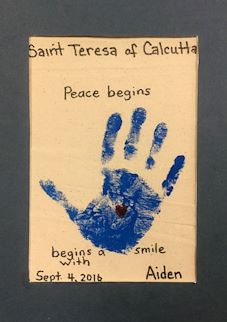 Saint Teresa of Calcutta
Peace begins
begins a smile
with
Sept. 4, 2016 Aiden